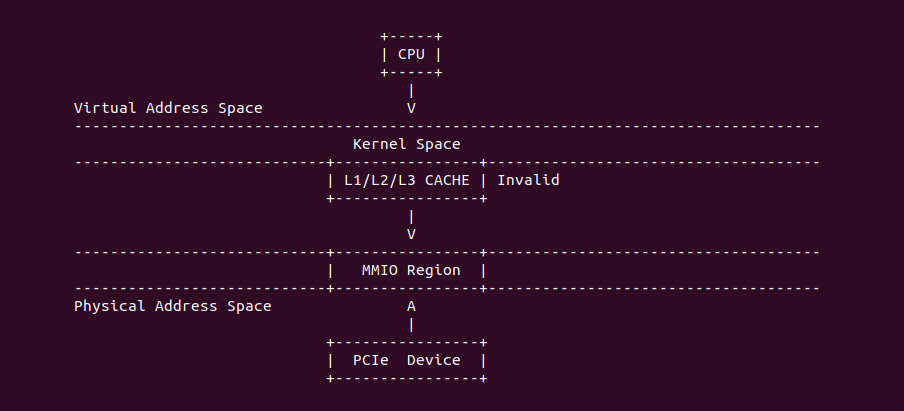 CPU
Virtual Address Space
Kernel Space
L1/L2/L3 CACHE | Invalid
MMIO Region
Physical Address Space
PCIe Device